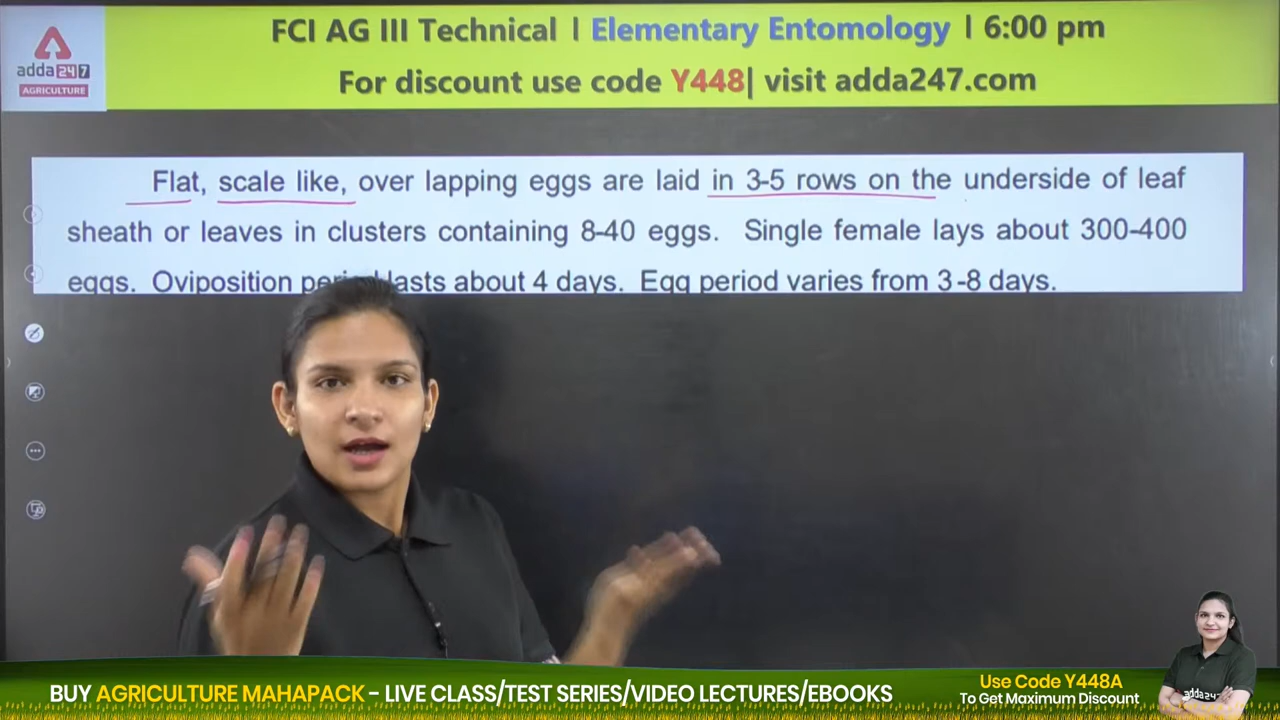 FCI AG III Technical I Elementary Entomology I 6:00 pm
For discount use code Y448| visit adda247.com
adda 247
AGRICULTURE
Flat, scale like, over lapping eggs are laid in 3-5 rows on the underside of leaf
sheath or leaves in clusters containing 8-40 eggs. Single female lays about 300-400
eggs. Oviposition period lasts about 4 days. Egg period varies from 3-8 days.
BUY AGRICULTURE MAHAPACK - LIVE CLASS/TEST SERIES/VIDEO LECTURES/EBOOKS
Use Code Y448A
To Get Maximum Discount
adda247